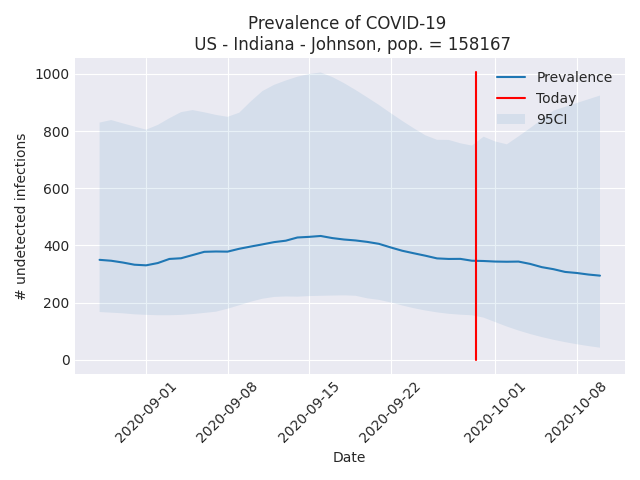 Prevalence of COVID-19
US - Indiana - Johnson, pop. = 158167
Prevalence
Today
95CI
# undetected infections
1000
800
600
400
200
0
2020-09-01
2020-09-08
2020-09-15
2020-09-22
2020-10-01
2020-10-08
Date